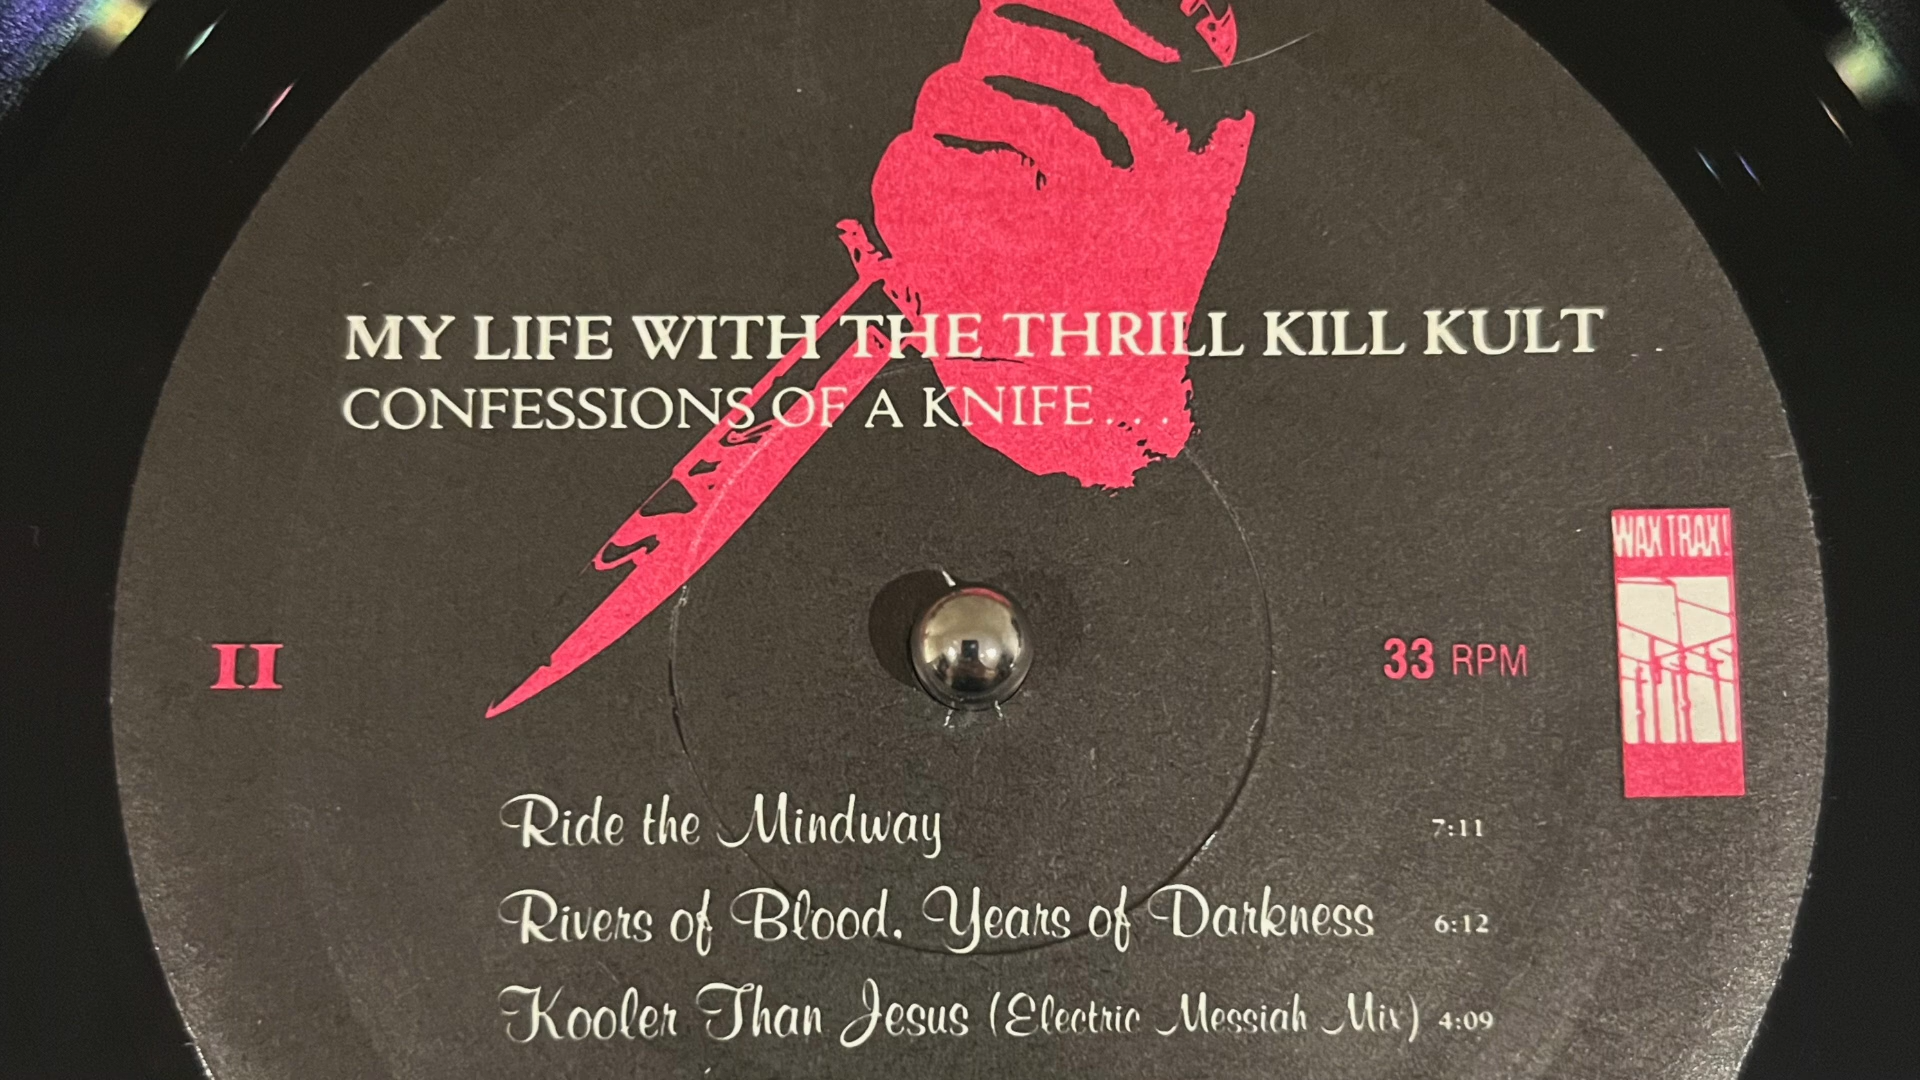 MY LIFE WITH THE THRILL KILL KULT
CONFESSIONS OF A KNIFE...
WAX TRAX!
II
33 RPM
Ride the Mindway 7:11
Rivers of Blood, Years of Darkness 6:12
Kooler Than Jesus (Electric Messiah Mix) 4:09